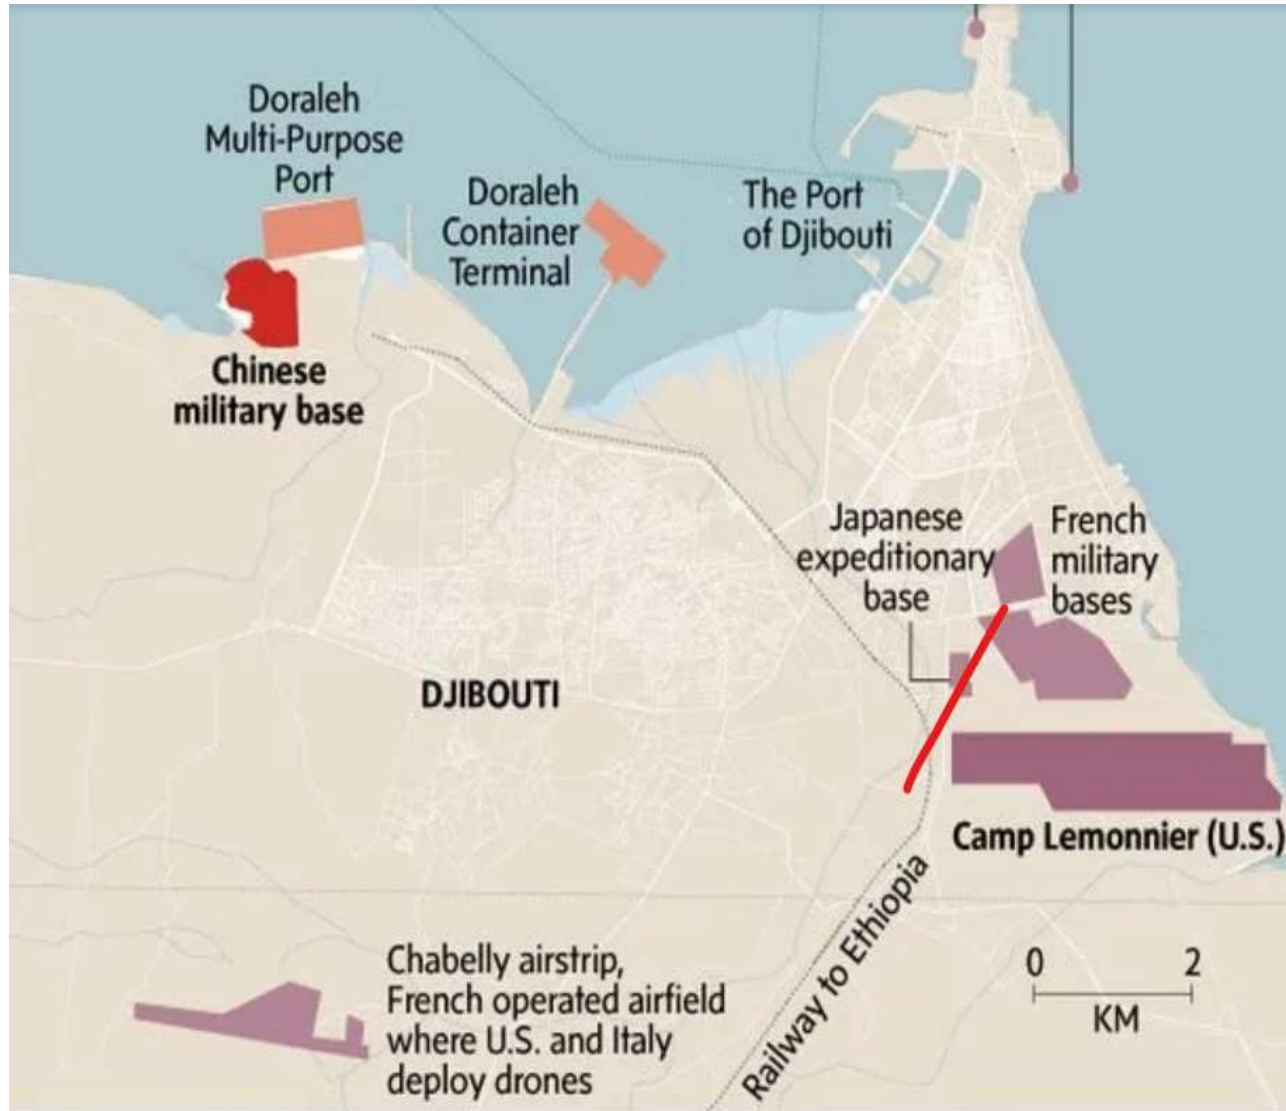 Doraleh
Multi-Purpose
Port
Doraleh
Container
Terminal
The Port
of Djibouti
Chinese
military base
Japanese
expeditionary
base
French
military
bases
DJIBOUTI
Camp Lemonnier (U.S.)
Railway to Ethiopia
Chabelly airstrip,
French operated airfield
where U.S. and Italy
deploy drones
0 2
KM